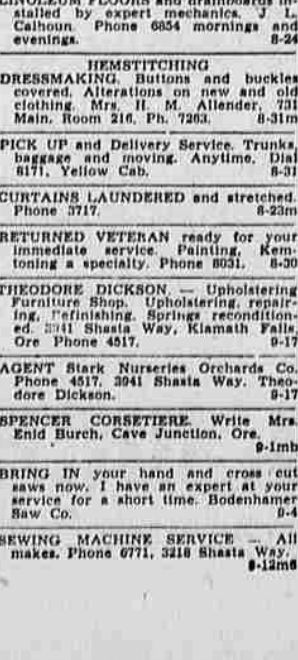 LINOLEUM FLOORS and drainboards in-
stalled by expert mechanics. J. L.
Calhoun. Phone 6854 mornings and
evenings. 8-24
HEMSTITCHING
DRESSMAKING. Buttons and buckles
covered. Alterations on new and old
clothing. Mrs. H. M. Allender, 731
Main. Room 216, Ph. 7263. 8-31m
PICK UP and Delivery Service. Trunks,
baggage and moving. Anytime. Dial
8171, Yellow Cab. 8-31
CURTAINS LAUNDERED and stretched.
Phone 3717. 8-23m
RETURNED VETERAN ready for your
immediate service. Painting, Kem-
toning a specialty. Phone 8031. 8-30
THEODORE DICKSON. — Upholstering
Furniture Shop. Upholstering, repair-
ing, refinishing. Springs recondition-
ed. 3941 Shasta Way, Klamath Falls,
Ore Phone 4517. 9-17
AGENT Stark Nurseries Orchards Co.
Phone 4517. 3941 Shasta Way. Theo-
dore Dickson. 9-17
SPENCER CORSETIERE. Write Mrs.
Enid Burch, Cave Junction, Ore.
9-1mb
BRING IN your hand and cross cut
saws now. I have an expert at your
service for a short time. Bodenhamer
Saw Co. 9-4
SEWING MACHINE SERVICE — All
makes. Phone 6771, 3218 Shasta Way.
9-12m6